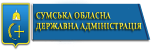 СУМСЬКА ОБЛАСНА
ДЕРЖАВНА АДМІНІСТРАЦІЯ